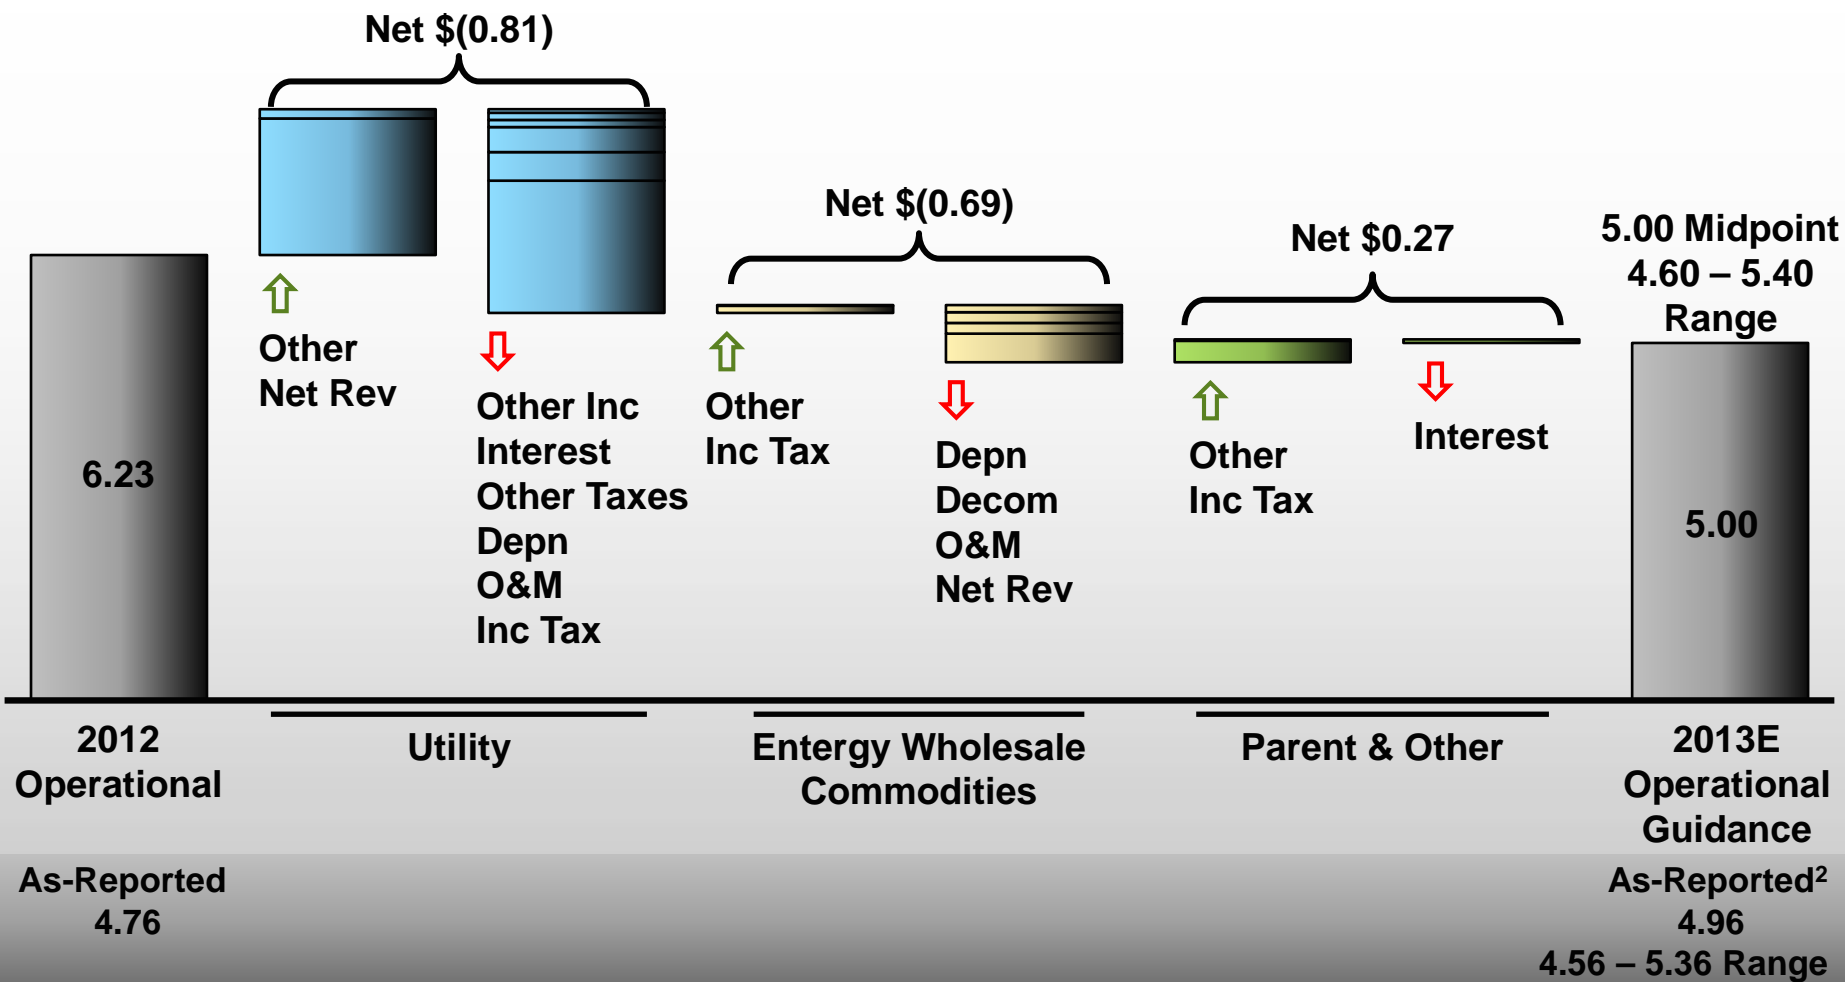 Net $(0.81)
Net $(0.69)
Net $0.27
5.00 Midpoint
4.60 – 5.40
Range
Other
Net Rev
Other Inc
Interest
Other Taxes
Depn
O&M
Inc Tax
Other
Inc Tax
Depn
Decom
O&M
Net Rev
Other
Inc Tax
Interest
6.23
5.00
2012
Operational
Utility
Entergy Wholesale
Commodities
Parent & Other
2013E
Operational
Guidance
As-Reported
4.76
As-Reported²
4.96
4.56 – 5.36 Range